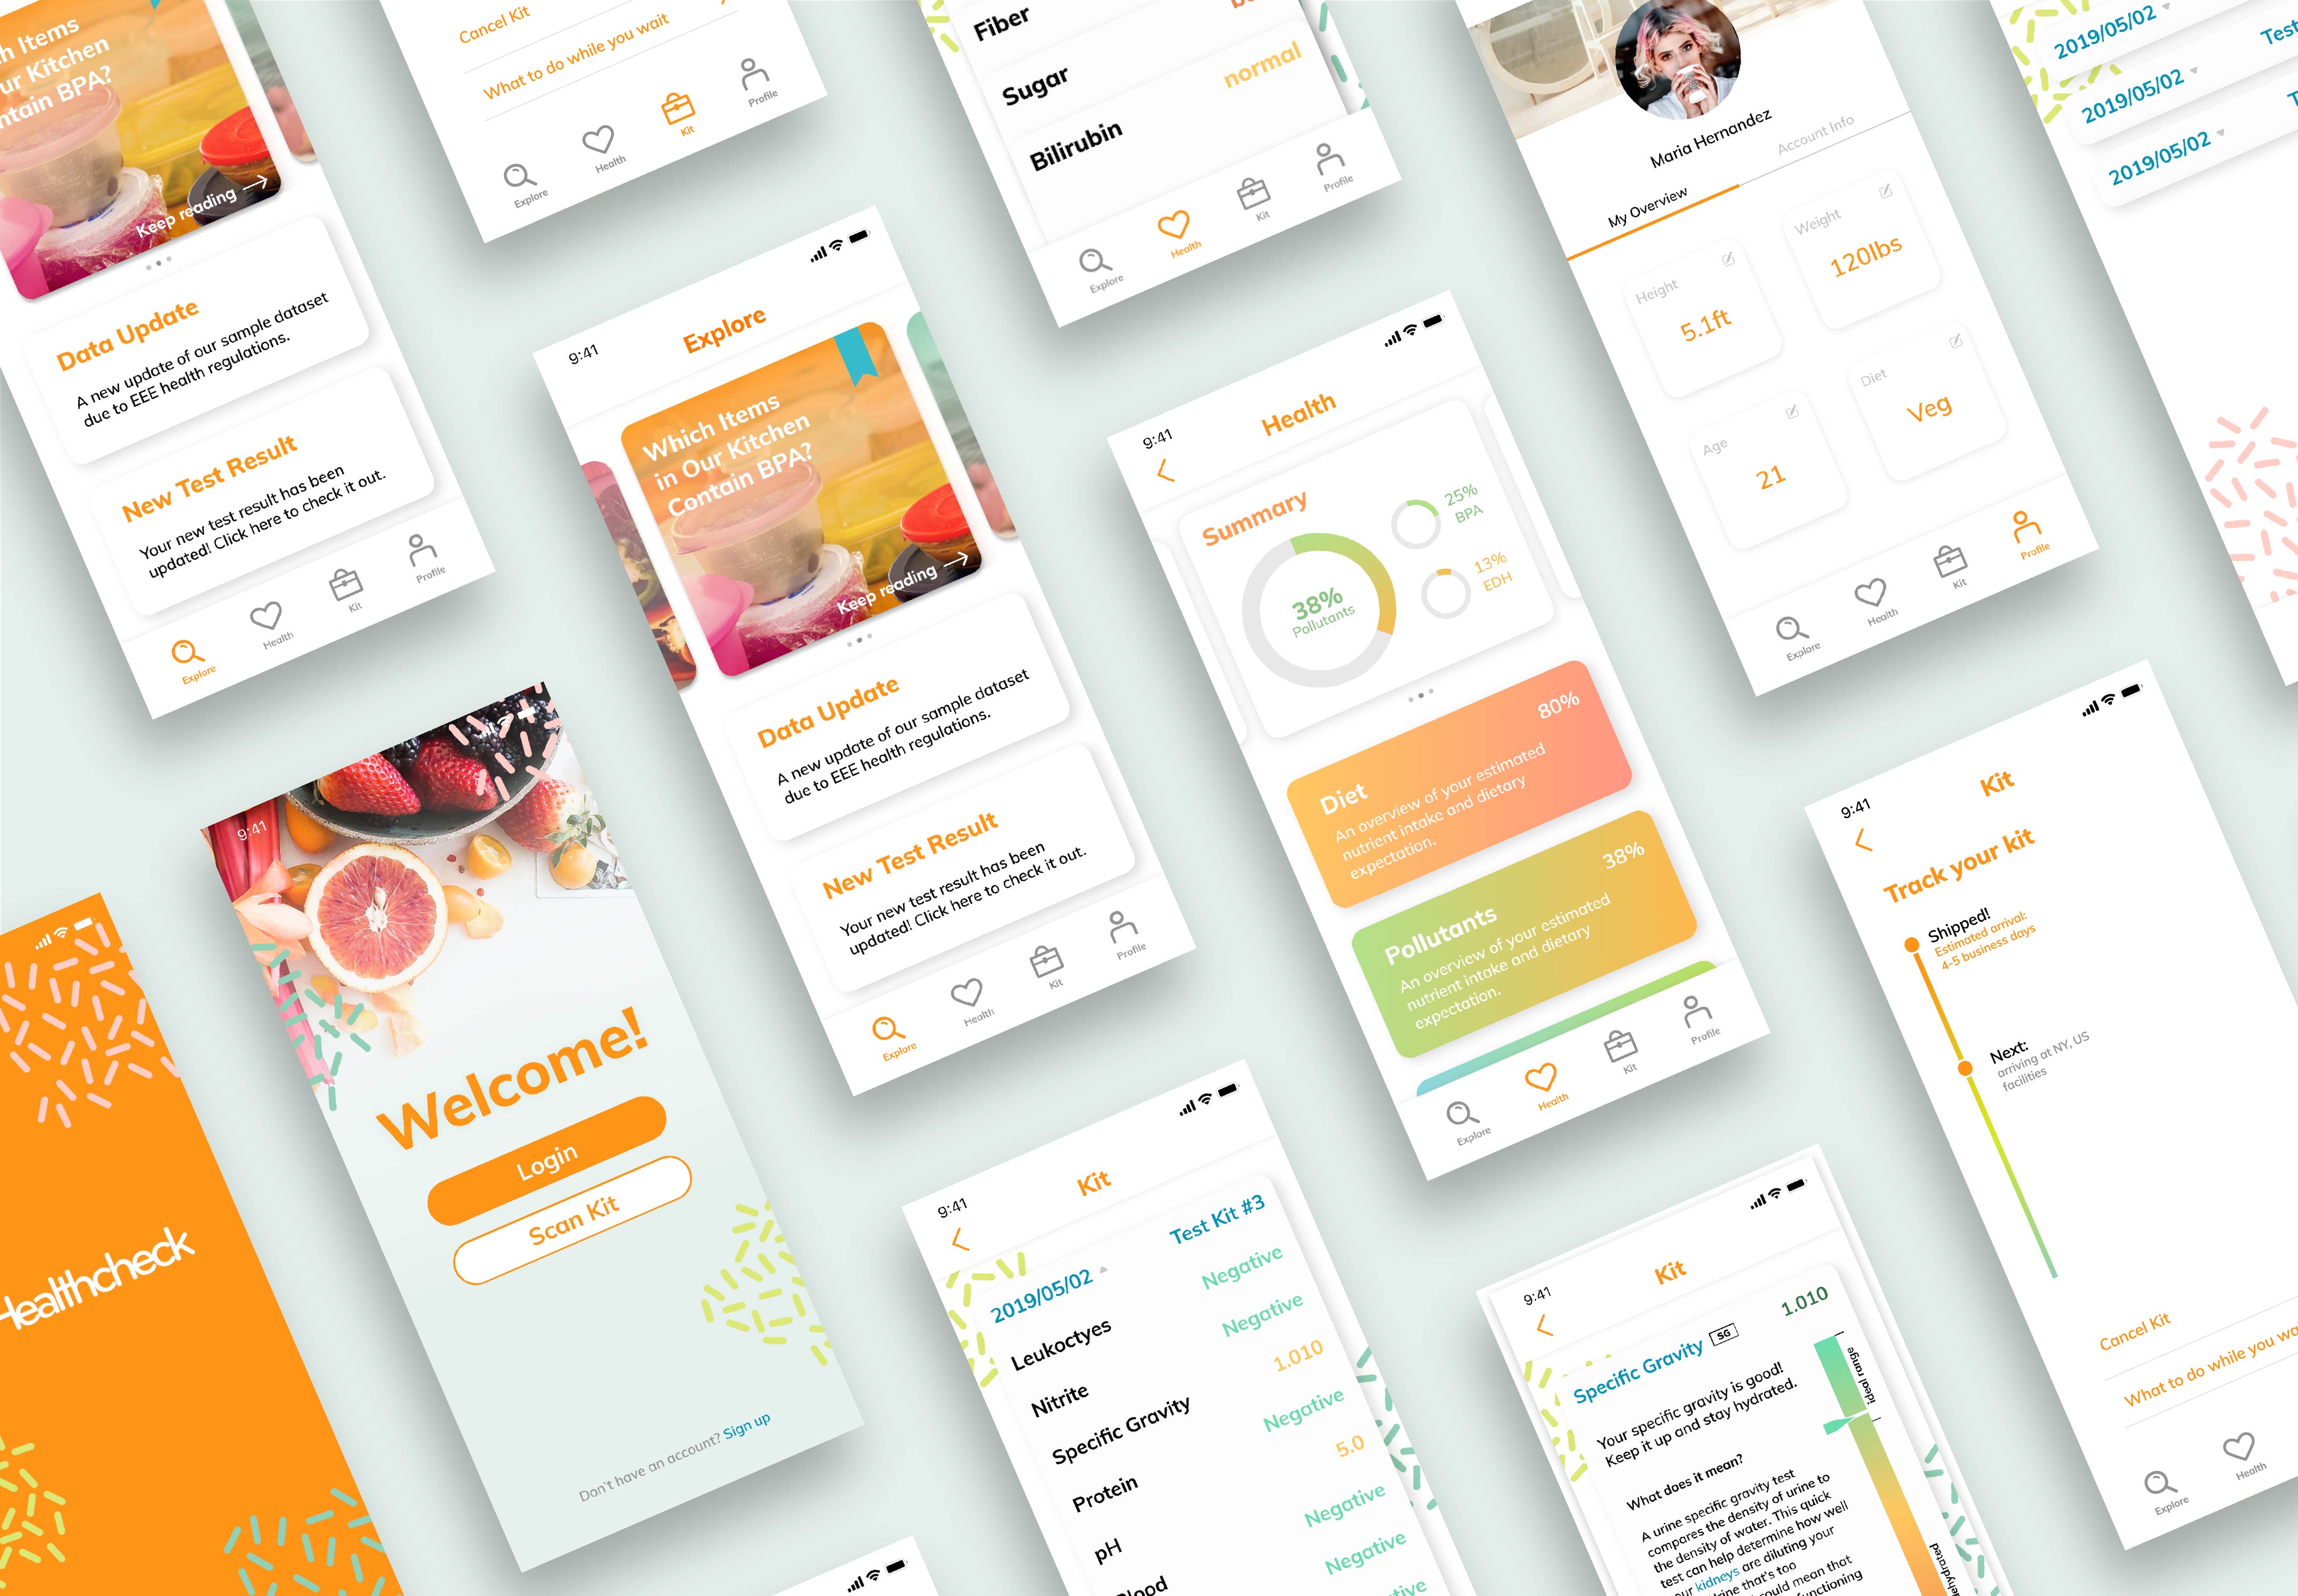 Which Items
in Our Kitchen
Contain BPA?
Keep reading
Data Update
A new update of our sample dataset
due to EEE health regulations.
New Test Result
Your new test result has been
updated! Click here to check it out.
Explore
Health
Kit
Profile
Cancel Kit
What to do while you wait
Explore
Health
Kit
Profile
Fiber
Sugar
normal
Bilirubin
Explore
Health
Kit
Profile
Maria Hernandez
My Overview
Account Info
Height
5.1ft
Weight
120lbs
Age
21
Diet
Veg
Explore
Health
Kit
Profile
2019/05/02
Test
2019/05/02
2019/05/02
9:41
Explore
Which Items
in Our Kitchen
Contain BPA?
Keep reading
Data Update
A new update of our sample dataset
due to EEE health regulations.
New Test Result
Your new test result has been
updated! Click here to check it out.
Explore
Health
Kit
Profile
9:41
Health
Summary
38%
Pollutants
25%
BPA
13%
EDH
80%
Diet
An overview of your estimated
nutrient intake and dietary
expectation.
38%
Pollutants
An overview of your estimated
nutrient intake and dietary
expectation.
Explore
Health
Kit
Profile
Healthcheck
9:41
Welcome!
Login
Scan Kit
Don't have an account? Sign up
9:41
Kit
Test Kit #3
2019/05/02
Leukoctyes Negative
Nitrite Negative
Specific Gravity 1.010
Protein Negative
pH 5.0
Blood Negative
Negative
9:41
Kit
Specific Gravity SG 1.010
Your specific gravity is good!
Keep it up and stay hydrated.
ideal range
What does it mean?
A urine specific gravity test
compares the density of urine to
the density of water. This quick
test can help determine how well
your kidneys are diluting your
urine that's too
could mean that
functioning
9:41
Kit
Track your kit
Shipped!
Estimated arrival:
4-5 business days
Next:
arriving at NY, US
facilities
Cancel Kit
What to do while you wa
Explore
Health